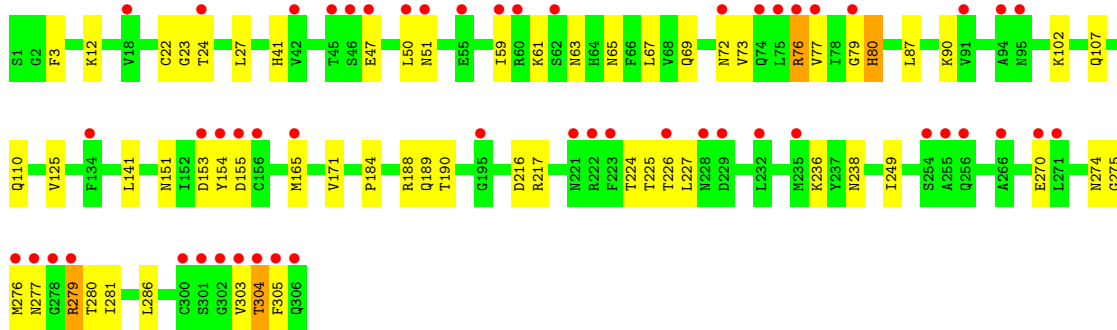 S1 G2 F3 K12 V18 C22 G23 T24 L27 H41 V42 T45 S46 E47 L50 N51 E55 I59 R60 K61 S62 N63 H64 N65 F66 L67 V68 Q69 N72 V73 Q74 L75 R76 V77 I78 G79 H80 L87 K90 V91 A94 N95 K102 Q107
Q110 V125 F134 L141 N151 I152 D153 Y154 D155 C156 M165 V171 P184 R188 Q189 T190 G195 D216 R217 N221 R222 F223 T224 T225 T226 L227 N228 D229 L232 M235 K236 Y237 N238 I249 S254 A255 Q256 A266 E270 L271 N274 G275
M276 N277 G278 R279 T280 I281 L286 C300 S301 G302 V303 T304 F305 Q306